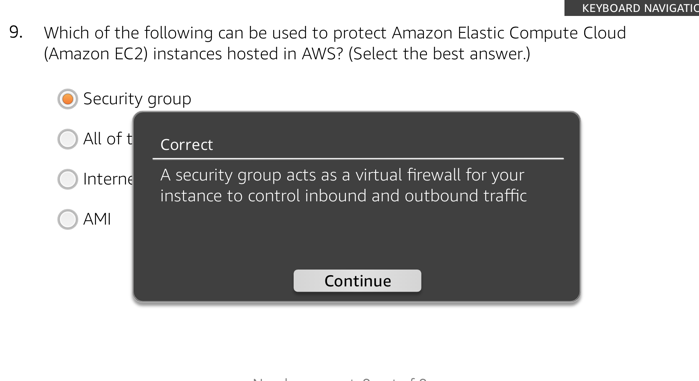 KEYBOARD NAVIGATIO
9. Which of the following can be used to protect Amazon Elastic Compute Cloud
(Amazon EC2) instances hosted in AWS? (Select the best answer.)
Security group
All of t
Interne
AMI
Correct
A security group acts as a virtual firewall for your
instance to control inbound and outbound traffic
Continue